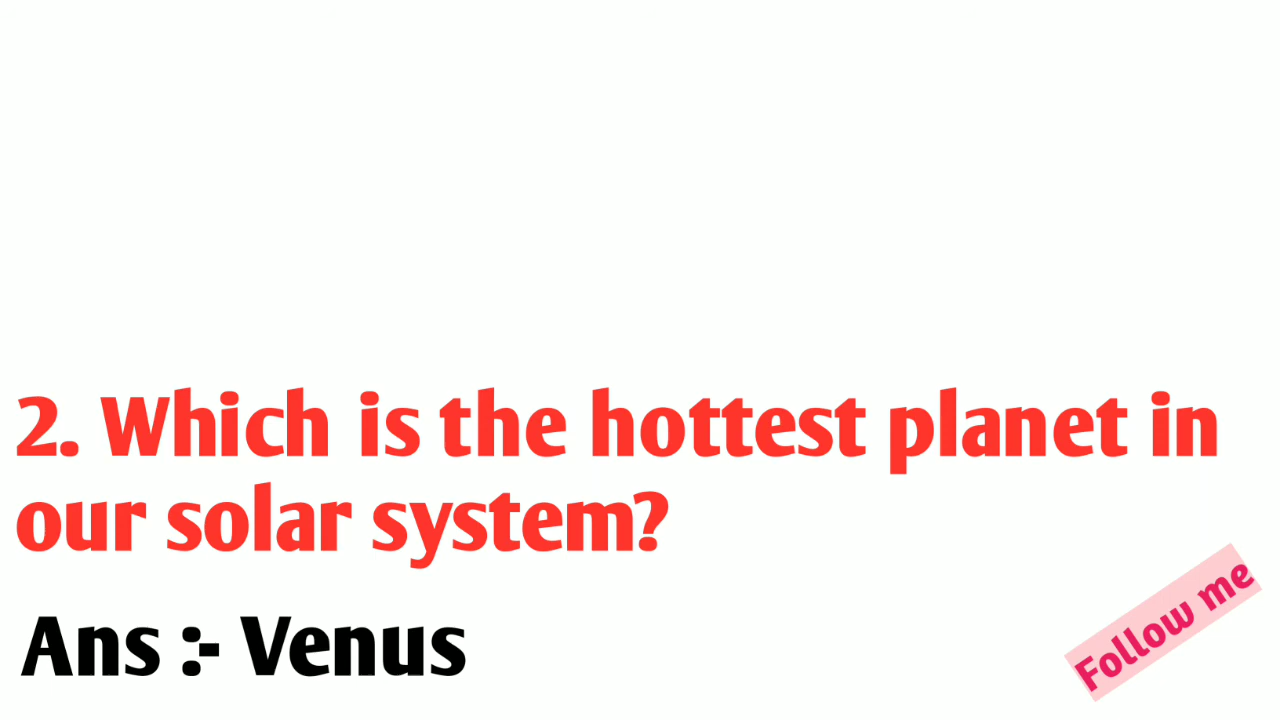 2. Which is the hottest planet in
our solar system?
Ans :- Venus
Follow me